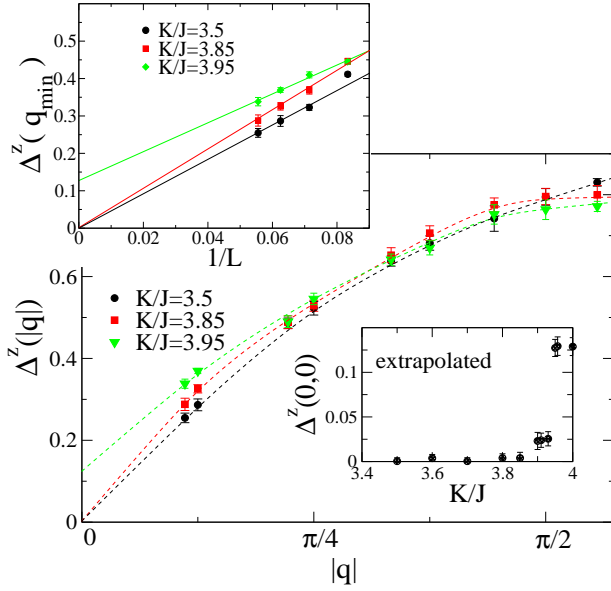 0.5
0.4
0.3
0.2
0.1
0
Δ^z( q_min )
K/J=3.5
K/J=3.85
K/J=3.95
0 0.02 0.04 0.06 0.08
1/L
0.6
0.4
0.2
0
Δ^z(|q|)
K/J=3.5
K/J=3.85
K/J=3.95
extrapolated
0.1
0.05
0
Δ^z(0,0)
3.4 3.6 3.8 4
K/J
0 π/4 π/2
|q|